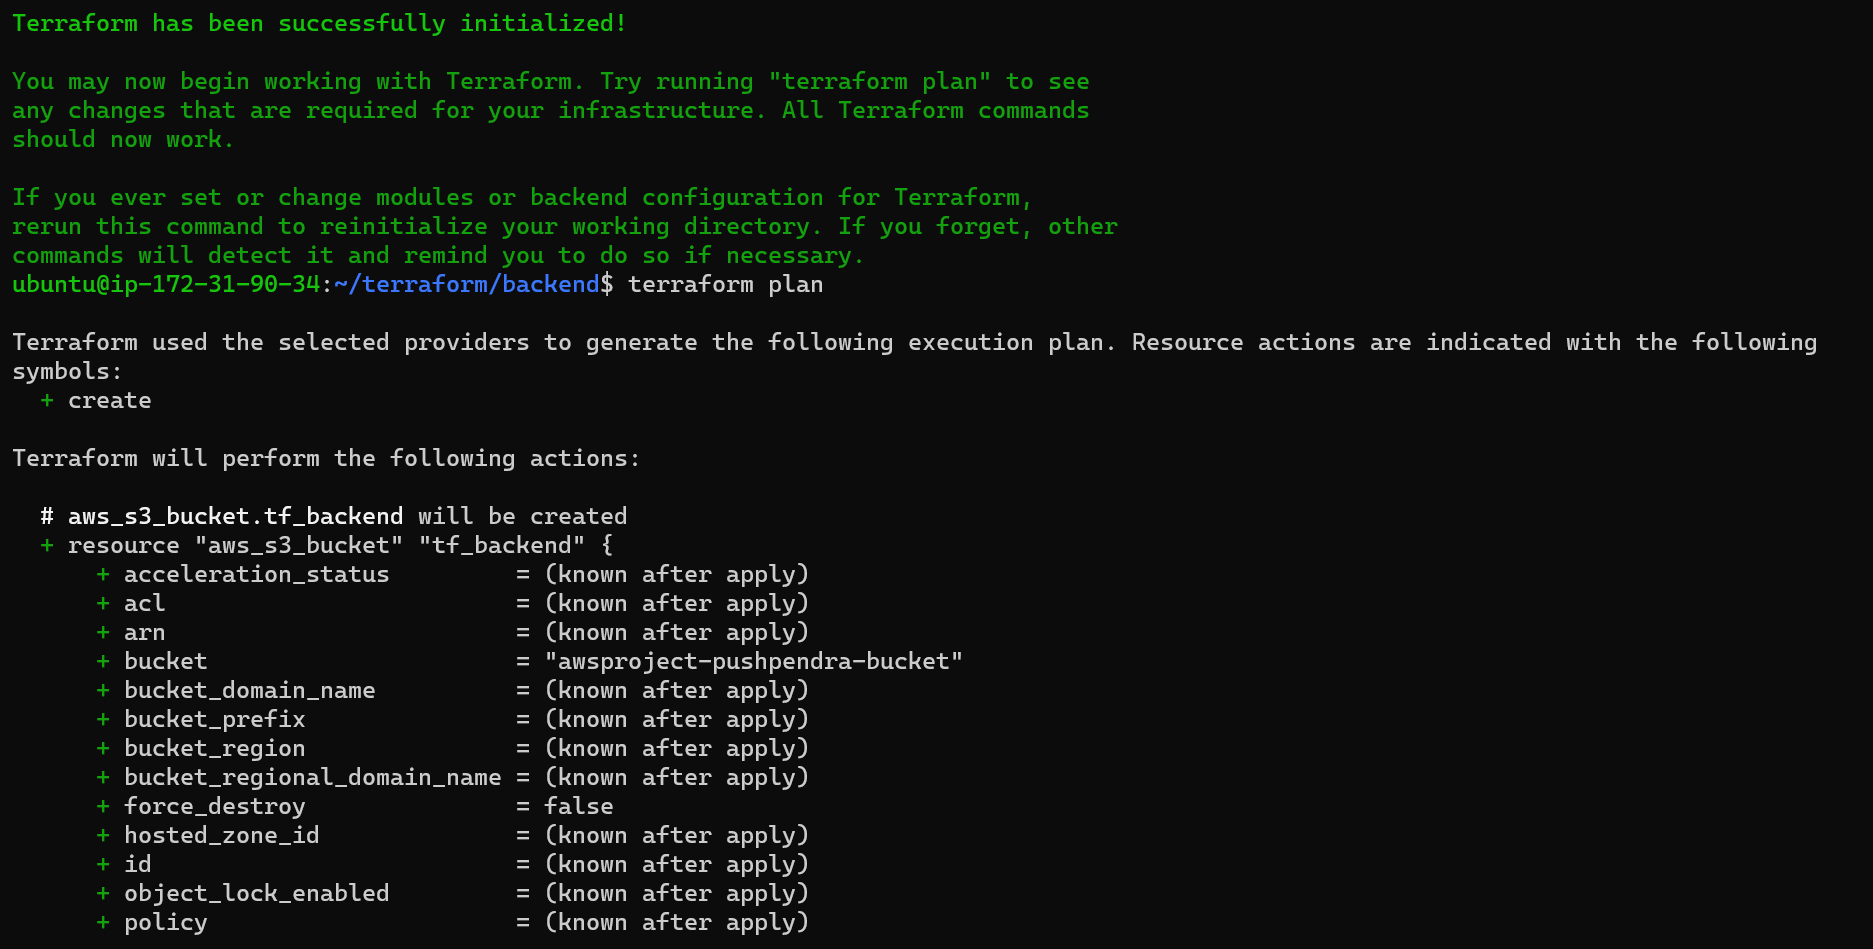 Terraform has been successfully initialized!
You may now begin working with Terraform. Try running "terraform plan" to see
any changes that are required for your infrastructure. All Terraform commands
should now work.
If you ever set or change modules or backend configuration for Terraform,
rerun this command to reinitialize your working directory. If you forget, other
commands will detect it and remind you to do so if necessary.
ubuntu@ip-172-31-90-34:~/terraform/backend$ terraform plan
Terraform used the selected providers to generate the following execution plan. Resource actions are indicated with the following
symbols:
  + create
Terraform will perform the following actions:
  # aws_s3_bucket.tf_backend will be created
  + resource "aws_s3_bucket" "tf_backend" {
      + acceleration_status         = (known after apply)
      + acl                         = (known after apply)
      + arn                         = (known after apply)
      + bucket                      = "awsproject-pushpendra-bucket"
      + bucket_domain_name          = (known after apply)
      + bucket_prefix               = (known after apply)
      + bucket_region               = (known after apply)
      + bucket_regional_domain_name = (known after apply)
      + force_destroy               = false
      + hosted_zone_id              = (known after apply)
      + id                          = (known after apply)
      + object_lock_enabled         = (known after apply)
      + policy                      = (known after apply)